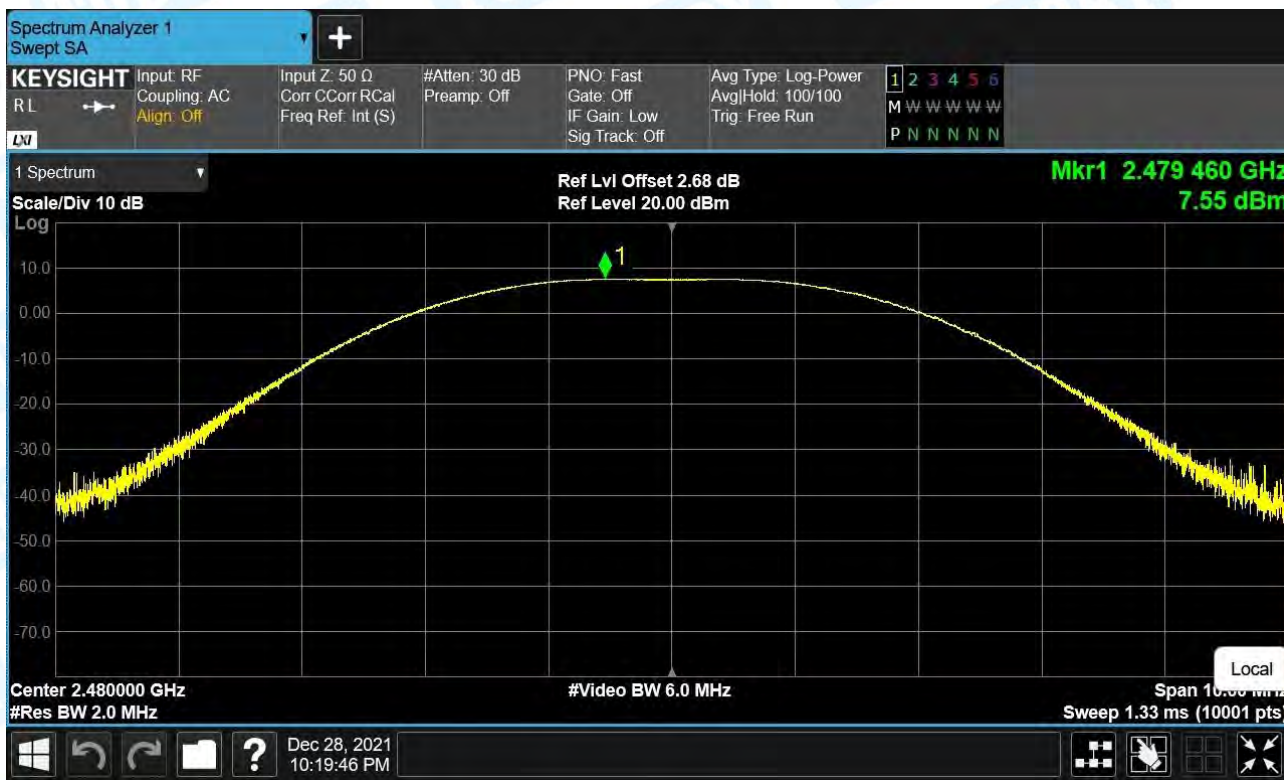 Spectrum Analyzer 1
Swept SA
+
KEYSIGHT
R L
LXI
Input: RF
Coupling: AC
Align: Off
Input Z: 50 Ω
Corr CCorr RCal
Freq Ref: Int (S)
#Atten: 30 dB
Preamp: Off
PNO: Fast
Gate: Off
IF Gain: Low
Sig Track: Off
Avg Type: Log-Power
Avg|Hold: 100/100
Trig: Free Run
1 2 3 4 5 6
M W W W W W W
P N N N N N N
1 Spectrum
Scale/Div 10 dB
Log
Ref Lvl Offset 2.68 dB
Ref Level 20.00 dBm
Mkr1 2.479 460 GHz
7.55 dBm
1
10.0
0.00
-10.0
-20.0
-30.0
-40.0
-50.0
-60.0
-70.0
Local
Center 2.480000 GHz
#Res BW 2.0 MHz
#Video BW 6.0 MHz
Span 10.00 MHz
Sweep 1.33 ms (10001 pts)
?
Dec 28, 2021
10:19:46 PM